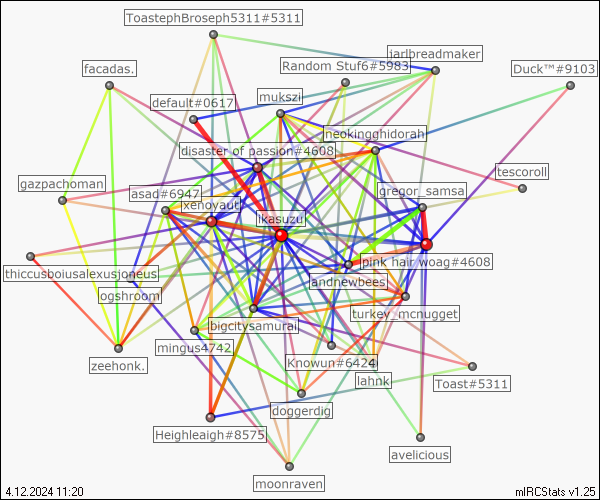 ToastephBroseph5311#5311
jarlbreadmaker
Random Stuf6#5983
facadas.
Duck™#9103
mukszi
default#0617
neokingghidorah
disaster of passion#4608
tescoroll
gazpachoman
gregor_samsa
asad#6947
xenoyaut
ikasuzu
pink hair woag#4608
thiccusboiusalexusjoneus
andnewbees
ogshroom
turkey_mcnugget
bigcitysamurai
mingus4742
Knowun#6424
zeehonk.
lahnk
Toast#5311
doggerdig
Heighleaigh#8575
avelicious
moonraven
4.12.2024 11:20
mIRCStats v1.25